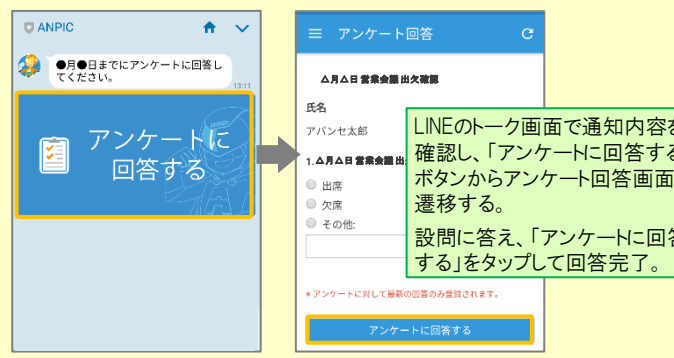 ANPIC
●月●日までにアンケートに回答し
てください。
13:11
アンケートに
回答する
アンケート回答
△月△日 営業会議 出欠確認
氏名
アバンセ太郎
1.△月△日 営業会議 出
出席
欠席
その他:
* アンケートに対して最新の回答のみ登録されます。
アンケートに回答する
LINEのトーク画面で通知内容を
確認し、「アンケートに回答する
ボタンからアンケート回答画面
遷移する。
設問に答え、「アンケートに回答
する」をタップして回答完了。